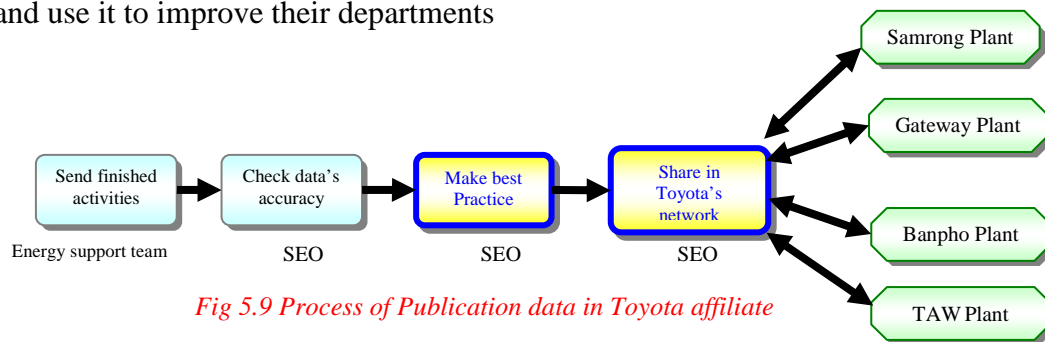 and use it to improve their departments
Samrong Plant
Gateway Plant
Send finished
activities
Check data's
accuracy
Make best
Practice
Share in
Toyota's
network
Banpho Plant
Energy support team
SEO
SEO
SEO
TAW Plant
Fig 5.9 Process of Publication data in Toyota affiliate